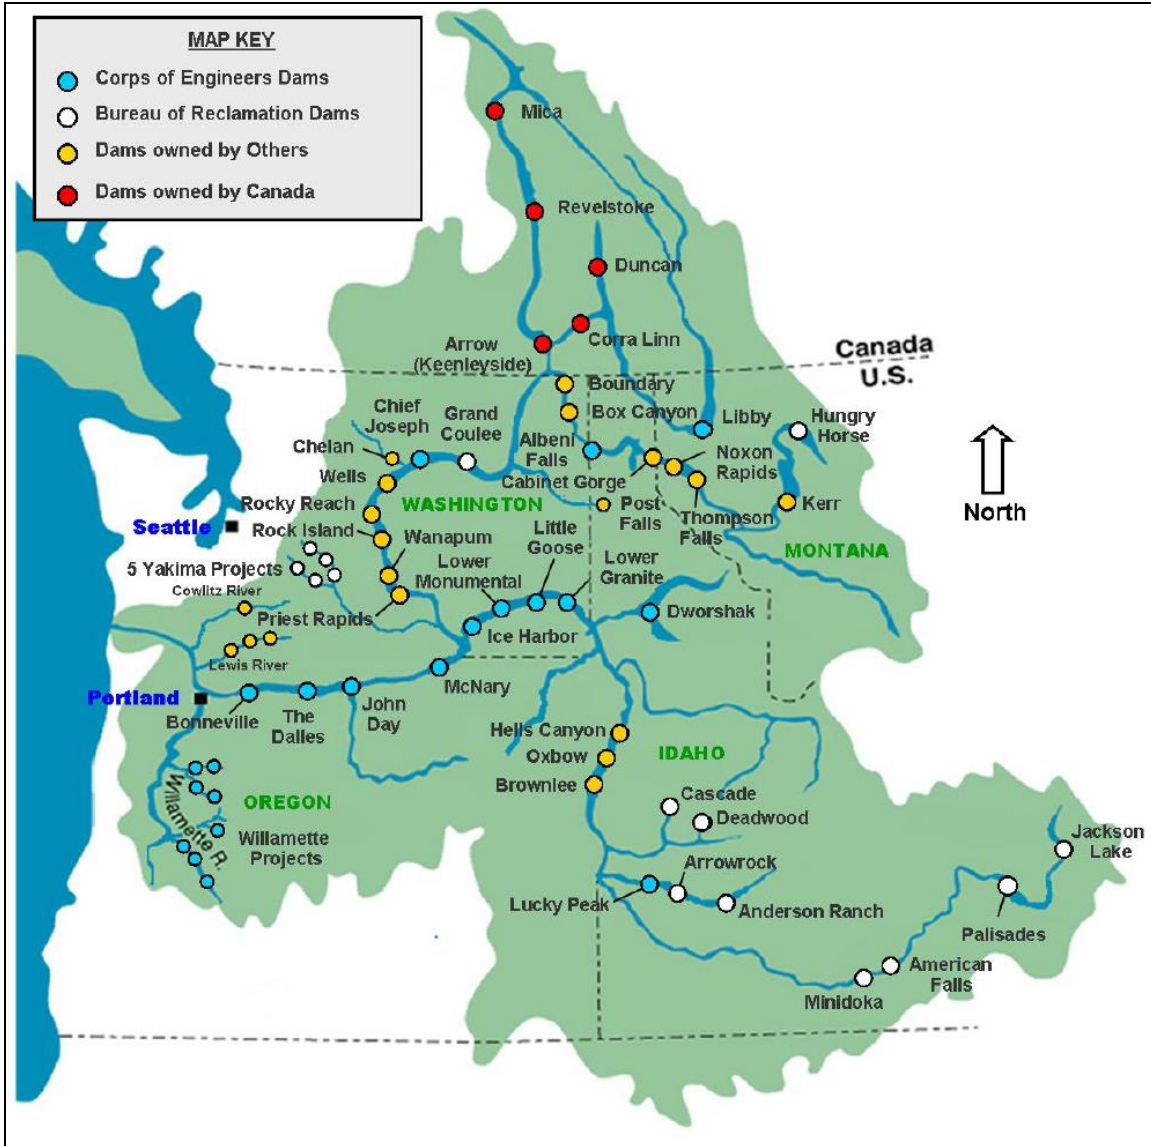 MAP KEY
Corps of Engineers Dams
Bureau of Reclamation Dams
Dams owned by Others
Dams owned by Canada
Mica
Revelstoke
Duncan
Corra Linn
Arrow
(Keenleyside)
Canada
U.S.
Boundary
Box Canyon
Libby
Hungry
Horse
Chief
Joseph
Grand
Coulee
Albeni
Falls
Chelan
Noxon
Rapids
Cabinet Gorge
Wells
WASHINGTON
Post
Falls
Thompson
Falls
Kerr
North
Rocky Reach
Seattle
Rock Island
Wanapum
Little
Goose
MONTANA
Lower
Monumental
Lower
Granite
5 Yakima Projects
Cowlitz River
Priest Rapids
Dworshak
Ice Harbor
Lewis River
McNary
Portland
Bonneville
The
Dalles
John
Day
Hells Canyon
Oxbow
Brownlee
IDAHO
Cascade
Deadwood
OREGON
Willamette R.
Willamette
Projects
Jackson
Lake
Arrowrock
Lucky Peak
Anderson Ranch
Palisades
American
Falls
Minidoka